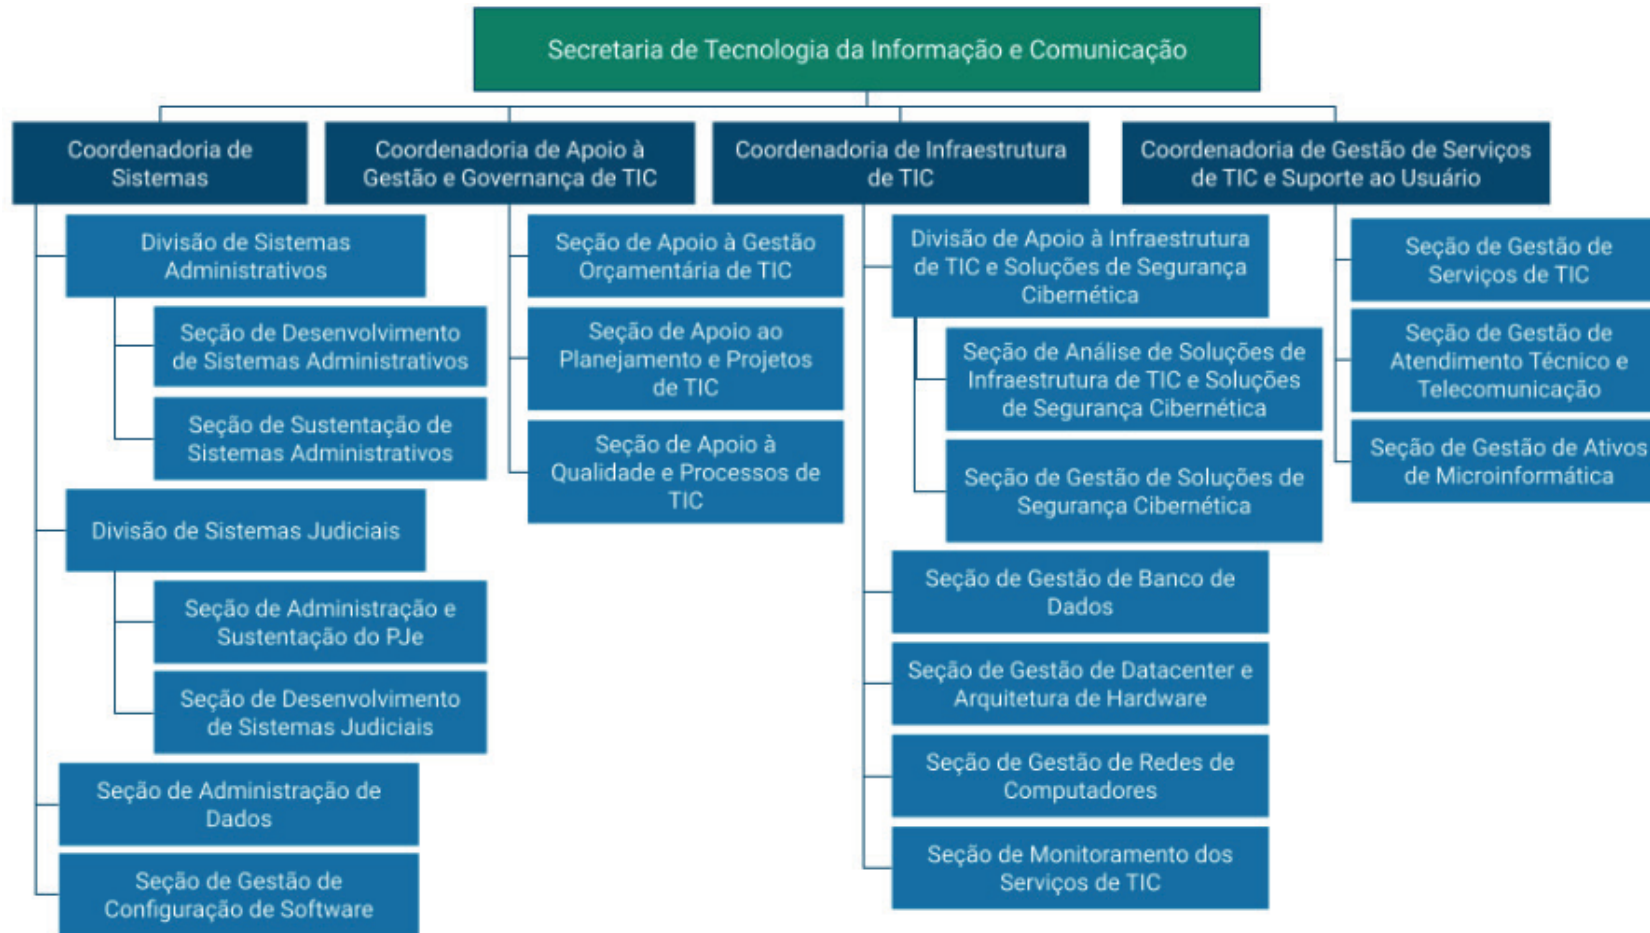 Secretaria de Tecnologia da Informação e Comunicação
Coordenadoria de
Sistemas
Divisão de Sistemas
Administrativos
Seção de Desenvolvimento
de Sistemas Administrativos
Seção de Sustentação de
Sistemas Administrativos
Divisão de Sistemas Judiciais
Seção de Administração e
Sustentação do PJe
Seção de Desenvolvimento
de Sistemas Judiciais
Seção de Administração de
Dados
Seção de Gestão de
Configuração de Software
Coordenadoria de Apoio à
Gestão e Governança de TIC
Seção de Apoio à Gestão
Orçamentária de TIC
Seção de Apoio ao
Planejamento e Projetos
de TIC
Seção de Apoio à
Qualidade e Processos de
TIC
Coordenadoria de Infraestrutura
de TIC
Divisão de Apoio à Infraestrutura
de TIC e Soluções de Segurança
Cibernética
Seção de Análise de Soluções de
Infraestrutura de TIC e Soluções
de Segurança Cibernética
Seção de Gestão de Soluções de
Segurança Cibernética
Seção de Gestão de Banco de
Dados
Seção de Gestão de Datacenter e
Arquitetura de Hardware
Seção de Gestão de Redes de
Computadores
Seção de Monitoramento dos
Serviços de TIC
Coordenadoria de Gestão de Serviços
de TIC e Suporte ao Usuário
Seção de Gestão de
Serviços de TIC
Seção de Gestão de
Atendimento Técnico e
Telecomunicação
Seção de Gestão de Ativos
de Microinformática